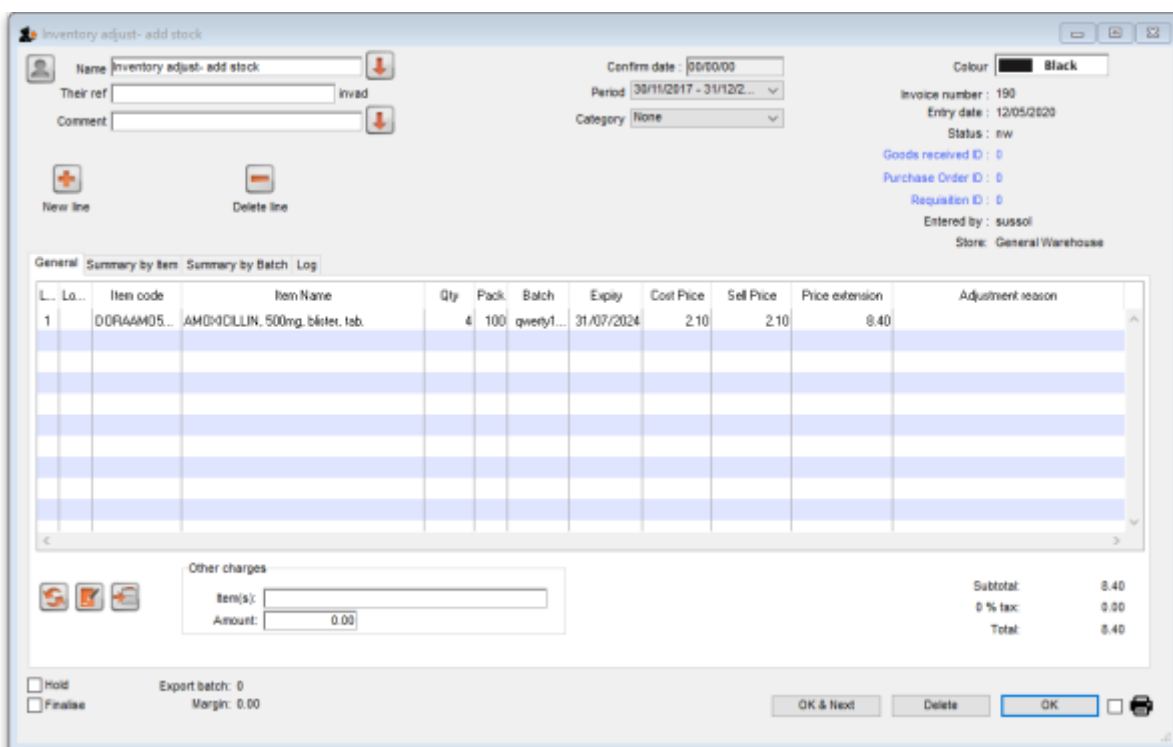 Inventory adjust- add stock
Name Inventory adjust- add stock
Their ref invad
Comment
Confirm date : 00/00/00
Period 30/11/2017 - 31/12/2...
Category None
Colour Black
Invoice number : 190
Entry date : 12/05/2020
Status : nw
Goods received ID : 0
Purchase Order ID : 0
Requisition ID : 0
Entered by : sussol
Store: General Warehouse
New line Delete line
General Summary by Item Summary by Batch Log
L... Lo... Item code Item Name Qty Pack Batch Expiry Cost Price Sell Price Price extension Adjustment reason
1 DORAAMO5... AMOXICILLIN, 500mg, blister, tab. 4 100 qwerty1... 31/07/2024 2.10 2.10 8.40
Other charges
Item(s):
Amount: 0.00
Subtotal: 8.40
0 % tax: 0.00
Total: 8.40
Hold Export batch: 0
Finalise Margin: 0.00
OK & Next Delete OK